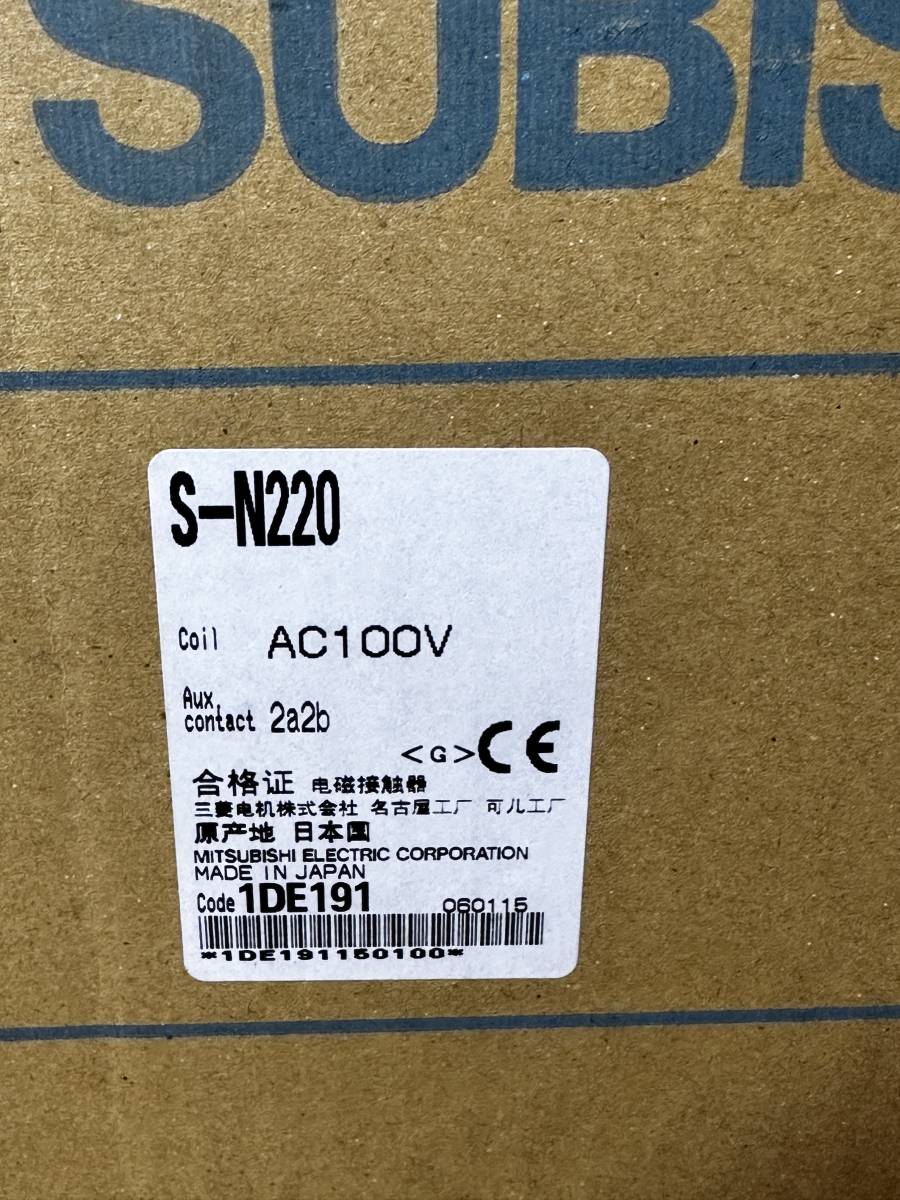 SUBIS
S-N220
Coil AC100V
Aux.
contact 2a2b
<G> CE
合格证 电磁接触器
三菱电机株式会社 名古屋工厂 可儿工厂
原产地 日本国
MITSUBISHI ELECTRIC CORPORATION
MADE IN JAPAN
Code 1DE191 060115
*1DE191150100*